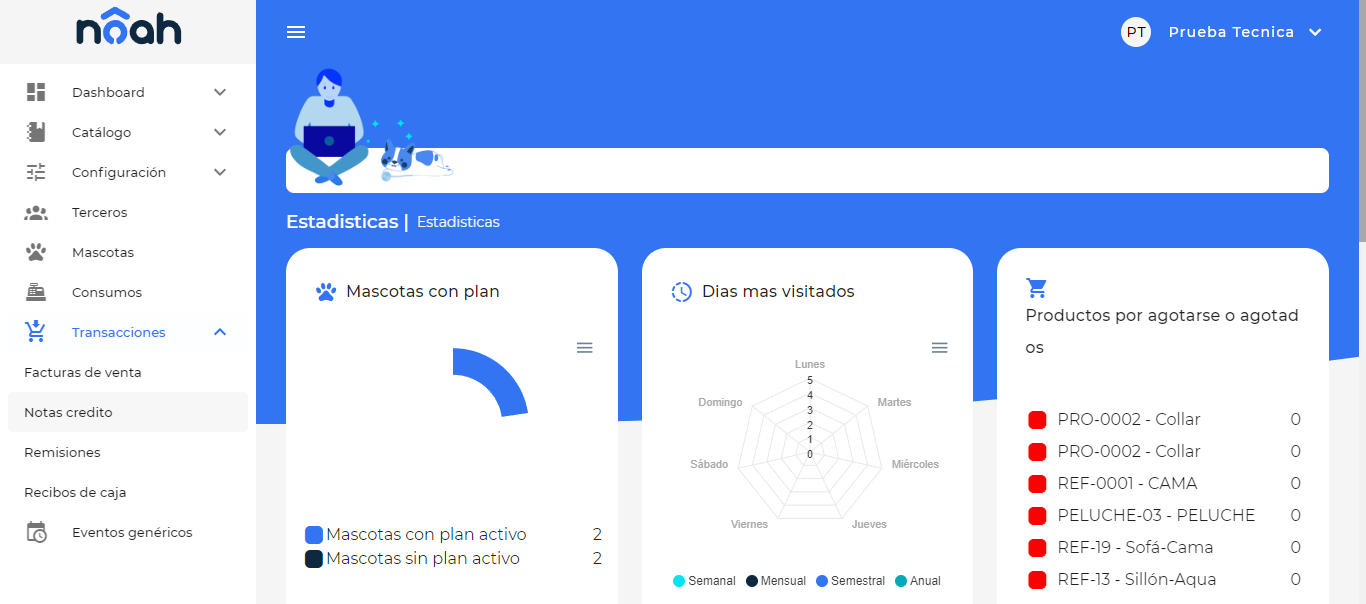 nôah
PT
Prueba Tecnica
Dashboard
Catálogo
Configuración
Terceros
Mascotas
Consumos
Transacciones
Facturas de venta
Notas credito
Remisiones
Recibos de caja
Eventos genéricos
Estadisticas | Estadisticas
Mascotas con plan
Mascotas con plan activo 2
Mascotas sin plan activo 2
Dias mas visitados
Lunes
5
4
3
2
1
0
Domingo
Martes
Sábado
Miércoles
Viernes
Jueves
Semanal Mensual Semestral Anual
Productos por agotarse o agotad
os
PRO-0002 - Collar 0
PRO-0002 - Collar 0
REF-0001 - CAMA 0
PELUCHE-03 - PELUCHE 0
REF-19 - Sofá-Cama 0
REF-13 - Sillón-Aqua 0